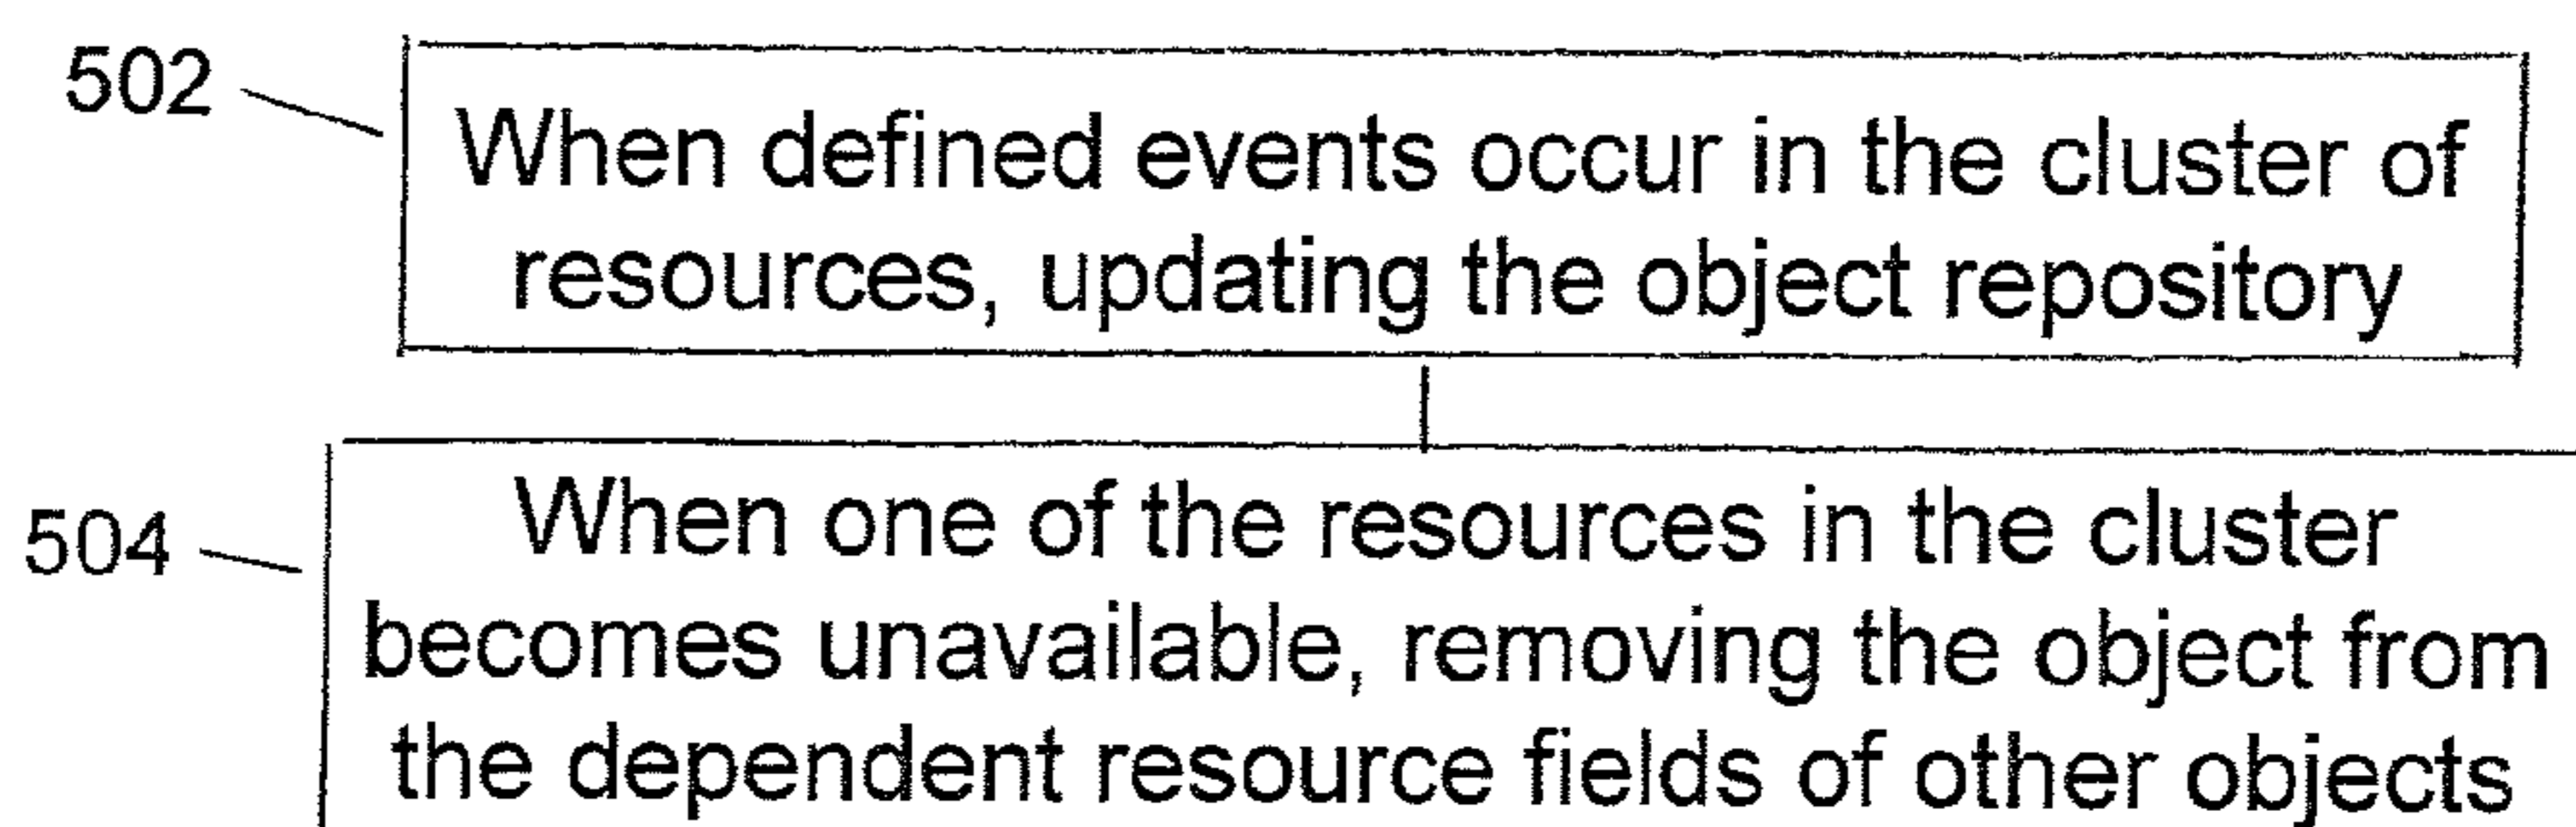 502
When defined events occur in the cluster of
resources, updating the object repository
504
When one of the resources in the cluster
becomes unavailable, removing the object from
the dependent resource fields of other objects